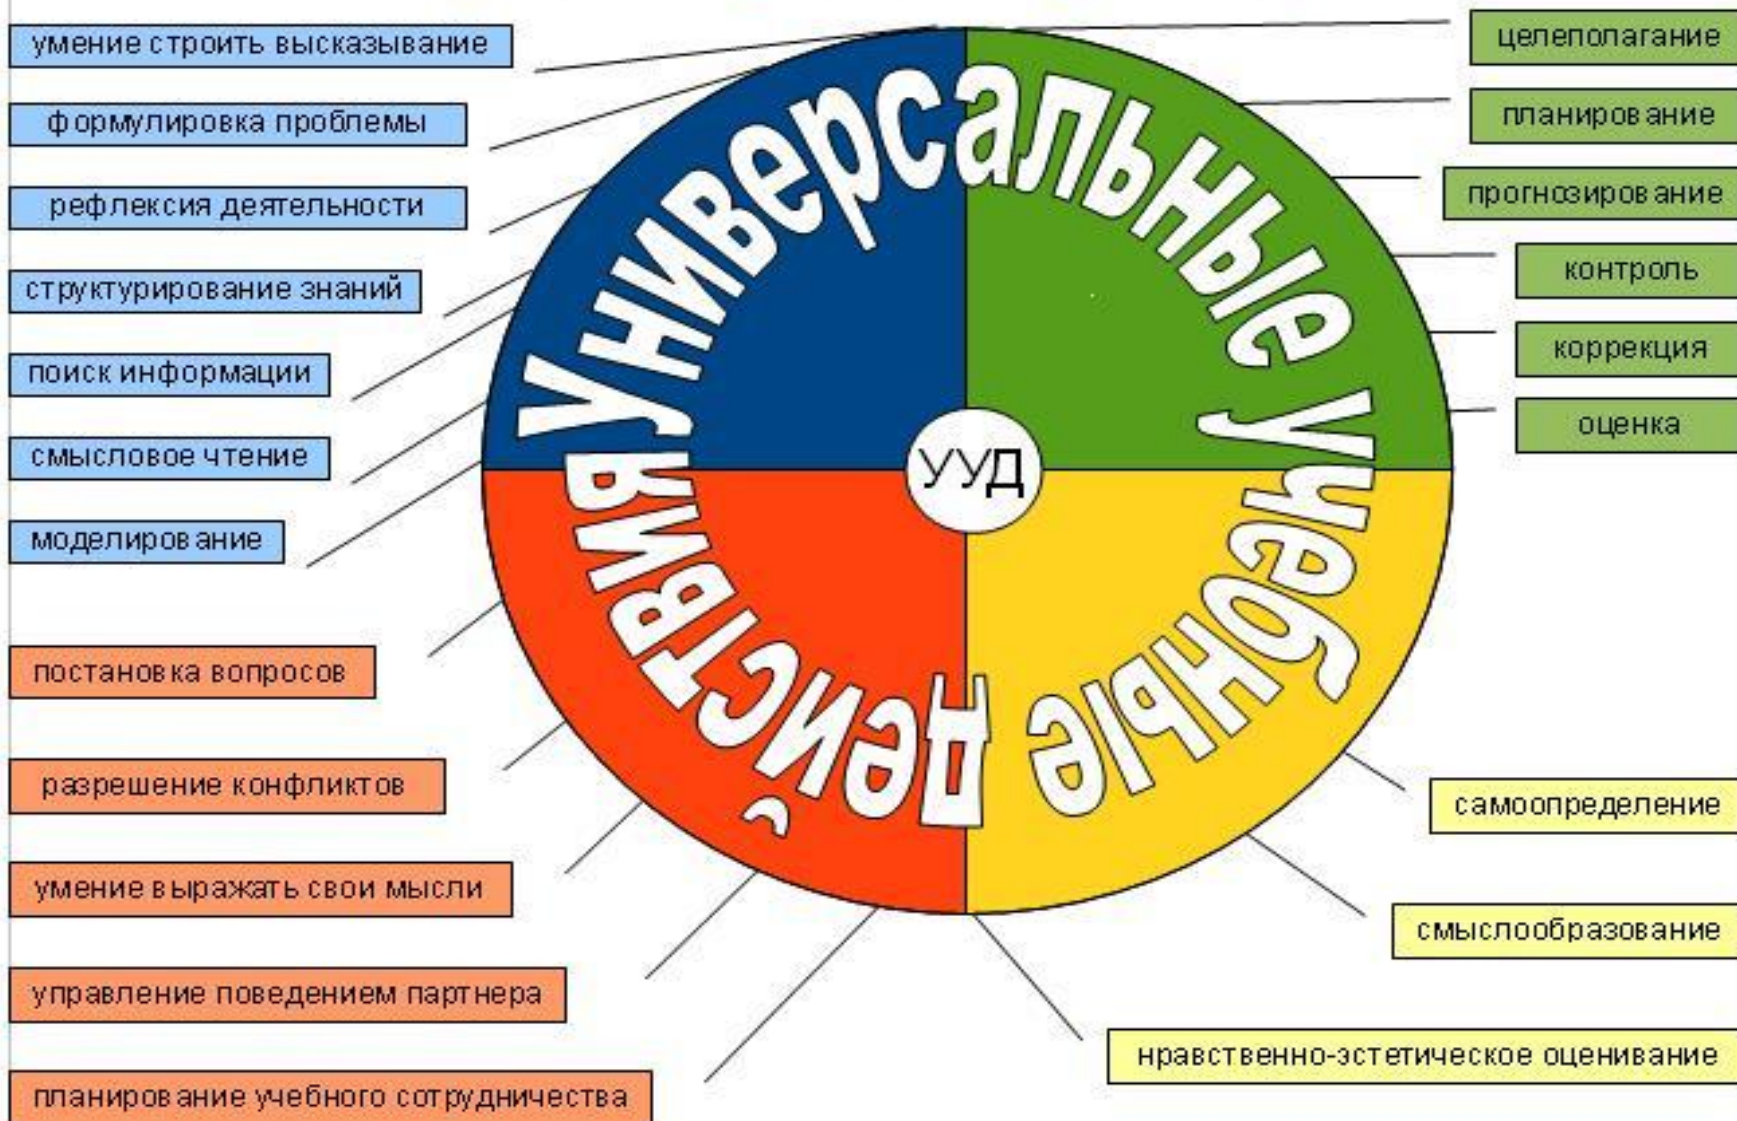 умение строить высказывание
формулировка проблемы
рефлексия деятельности
структурирование знаний
поиск информации
смысловое чтение
моделирование
постановка вопросов
разрешение конфликтов
умение выражать свои мысли
управление поведением партнера
планирование учебного сотрудничества
Универсальные учебные действия
УУД
целеполагание
планирование
прогнозирование
контроль
коррекция
оценка
самоопределение
смыслообразование
нравственно-эстетическое оценивание